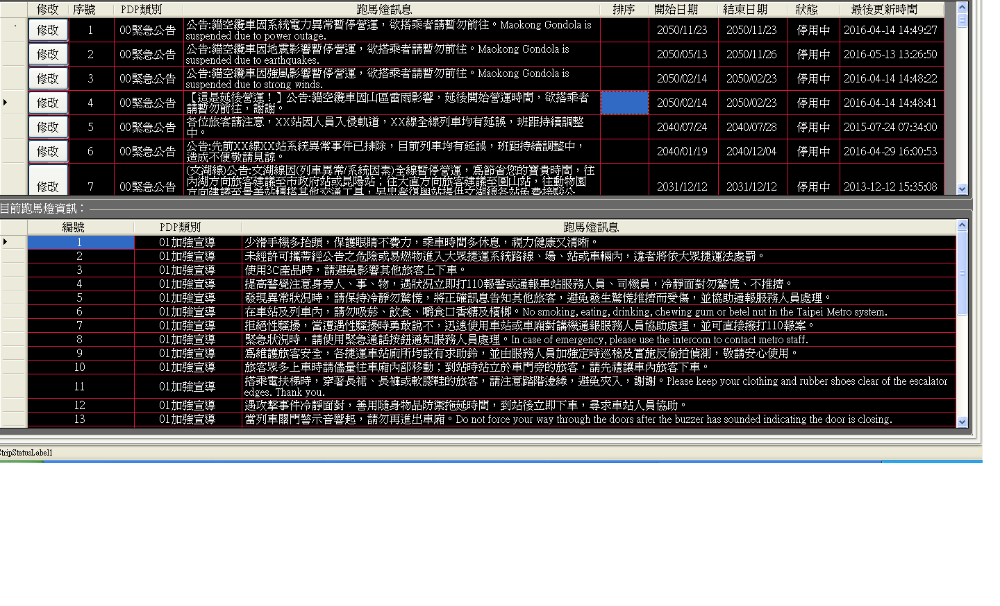 修改 序號 PDP類別 跑馬燈訊息 排序 開始日期 結束日期 狀態 最後更新時間
修改 1 00緊急公告 公告:貓空纜車因系統電力異常暫停營運，欲搭乘者請暫勿前往。Maokong Gondola is
suspended due to power outage. 2050/11/23 2050/11/23 停用中 2016-04-14 14:49:27
修改 2 00緊急公告 公告:貓空纜車因地震影響暫停營運，欲搭乘者請暫勿前往。Maokong Gondola is
suspended due to earthquakes. 2050/05/13 2050/11/26 停用中 2016-05-13 13:26:50
修改 3 00緊急公告 公告:貓空纜車因強風影響暫停營運，欲搭乘者請暫勿前往。Maokong Gondola is
suspended due to strong winds. 2050/02/14 2050/02/23 停用中 2016-04-14 14:48:22
修改 4 00緊急公告 【這是延後營運！】公告:貓空纜車因山區雷雨影響，延後開始營運時間，欲搭乘者
請暫勿前往，謝謝。 2050/02/14 2050/02/23 停用中 2016-04-14 14:48:41
修改 5 00緊急公告 各位旅客請注意，XX站因人員入侵軌道，XX線全線列車均有延誤，班距持續調整
中。 2040/07/24 2040/07/28 停用中 2015-07-24 07:34:00
修改 6 00緊急公告 公告:先前XX線XX站系統異常事件已排除，目前列車均有延誤，班距持續調整中，
造成不便敬請見諒。 2040/01/19 2040/12/04 停用中 2016-04-29 16:00:53
修改 7 00緊急公告 (文湖線)公告:文湖線因(列車異常/系統因素)全線暫停營運，為節省您的寶貴時間，往
內湖方向旅客建議至市政府站或昆陽站；往大直方向旅客建議至圓山站，往動物園
方向建議至景美站轉搭其他交通工具，另忠孝復興站提供文湖線各站免費接駁公 2031/12/12 2031/12/12 停用中 2013-12-12 15:35:08
目前跑馬燈資訊：
編號 PDP類別 跑馬燈訊息
1 01加強宣導 少滑手機多抬頭，保護眼睛不費力，乘車時間多休息，視力健康又清晰。
2 01加強宣導 未經許可攜帶經公告之危險或易燃物進入大眾捷運系統路線、場、站或車輛內，違者將依大眾捷運法處罰。
3 01加強宣導 使用3C產品時，請避免影響其他旅客上下車。
4 01加強宣導 提高警覺注意身旁人、事、物，遇狀況立即打110報警或通報車站服務人員、司機員，冷靜面對勿驚慌、不推擠。
5 01加強宣導 發現異常狀況時，請保持冷靜勿驚慌，將正確訊息告知其他旅客，避免發生驚慌推擠而受傷，並協助通報服務人員處理。
6 01加強宣導 在車站及列車內，請勿吸菸、飲食、嚼食口香糖及檳榔。No smoking, eating, drinking, chewing gum or betel nut in the Taipei Metro system.
7 01加強宣導 拒絕性騷擾，當遭遇性騷擾時勇敢說不，迅速使用車站或車廂對講機通報服務人員協助處理，並可直接撥打110報案。
8 01加強宣導 緊急狀況時，請使用緊急通話按鈕通知服務人員處理。In case of emergency, please use the intercom to contact metro staff.
9 01加強宣導 為維護旅客安全，各捷運車站廁所均設有求助鈴，並由服務人員加強定時巡檢及實施反偷拍偵測，敬請安心使用。
10 01加強宣導 旅客眾多上車時請儘量往車廂內部移動；到站時站立於車門旁的旅客，請先禮讓車內旅客下車。
11 01加強宣導 搭乘電扶梯時，穿著長裙、長褲或軟膠鞋的旅客，請注意踏階邊緣，避免夾入，謝謝。Please keep your clothing and rubber shoes clear of the escalator
edges. Thank you.
12 01加強宣導 遇攻擊事件冷靜面對，善用隨身物品防禦拖延時間，到站後立即下車，尋求車站人員協助。
13 01加強宣導 當列車關門警示音響起，請勿再進出車廂。Do not force your way through the doors after the buzzer has sounded indicating the door is closing.
StripStatusLabel1